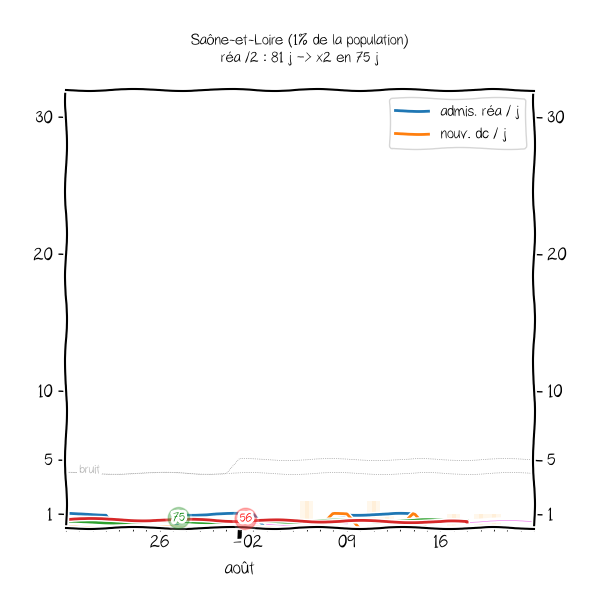 Saône-et-Loire (1% de la population)
réa /2 : 81 j -> x2 en 75 j
admis. réa / j
nouv. dc / j
30 30
20 20
10 10
5 5
bruit
1 75 56 1
26 02 09 16
août